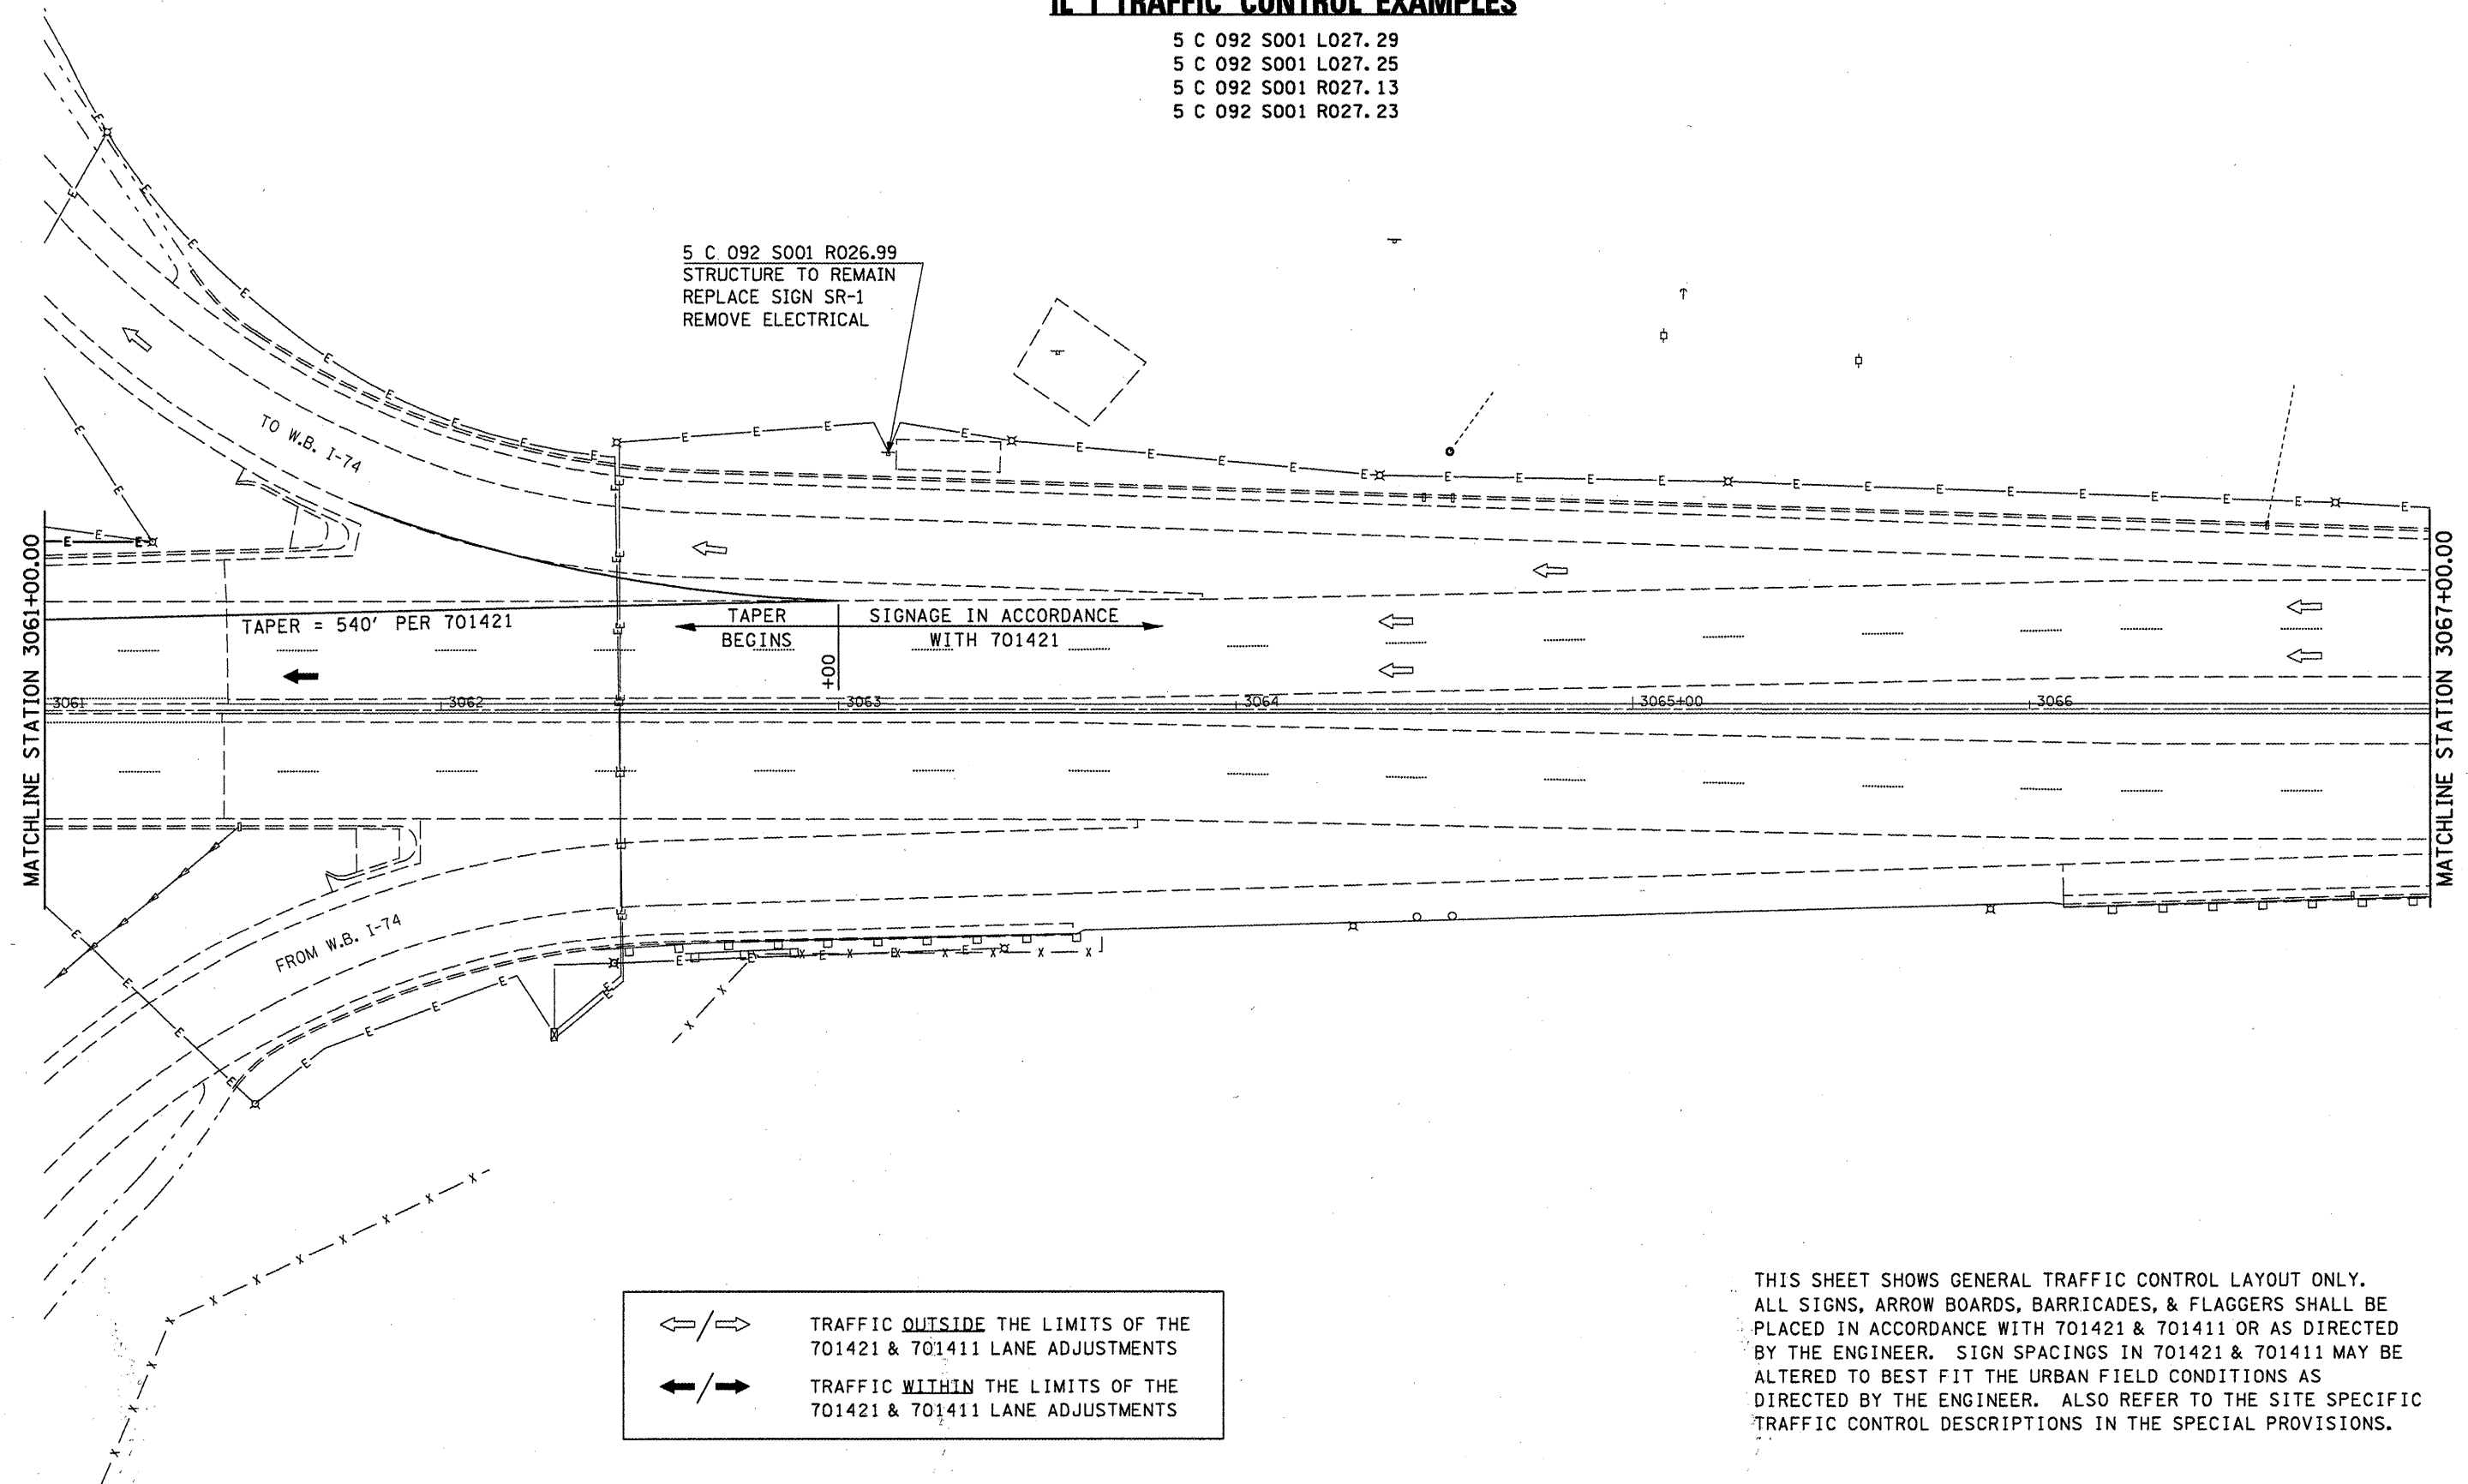 IL 1 TRAFFIC CONTROL EXAMPLES
5 C 092 S001 L027.29
5 C 092 S001 L027.25
5 C 092 S001 R027.13
5 C 092 S001 R027.23
5 C 092 S001 R026.99
STRUCTURE TO REMAIN
REPLACE SIGN SR-1
REMOVE ELECTRICAL
TO W.B. I-74
MATCHLINE STATION 3061+00.00
TAPER = 540' PER 701421
TAPER
BEGINS
SIGNAGE IN ACCORDANCE
WITH 701421
+00
3061
3062
3063
3064
3065+00
3066
MATCHLINE STATION 3067+00.00
FROM W.B. I-74
TRAFFIC OUTSIDE THE LIMITS OF THE
701421 & 701411 LANE ADJUSTMENTS
TRAFFIC WITHIN THE LIMITS OF THE
701421 & 701411 LANE ADJUSTMENTS
THIS SHEET SHOWS GENERAL TRAFFIC CONTROL LAYOUT ONLY.
ALL SIGNS, ARROW BOARDS, BARRICADES, & FLAGGERS SHALL BE
PLACED IN ACCORDANCE WITH 701421 & 701411 OR AS DIRECTED
BY THE ENGINEER. SIGN SPACINGS IN 701421 & 701411 MAY BE
ALTERED TO BEST FIT THE URBAN FIELD CONDITIONS AS
DIRECTED BY THE ENGINEER. ALSO REFER TO THE SITE SPECIFIC
TRAFFIC CONTROL DESCRIPTIONS IN THE SPECIAL PROVISIONS.